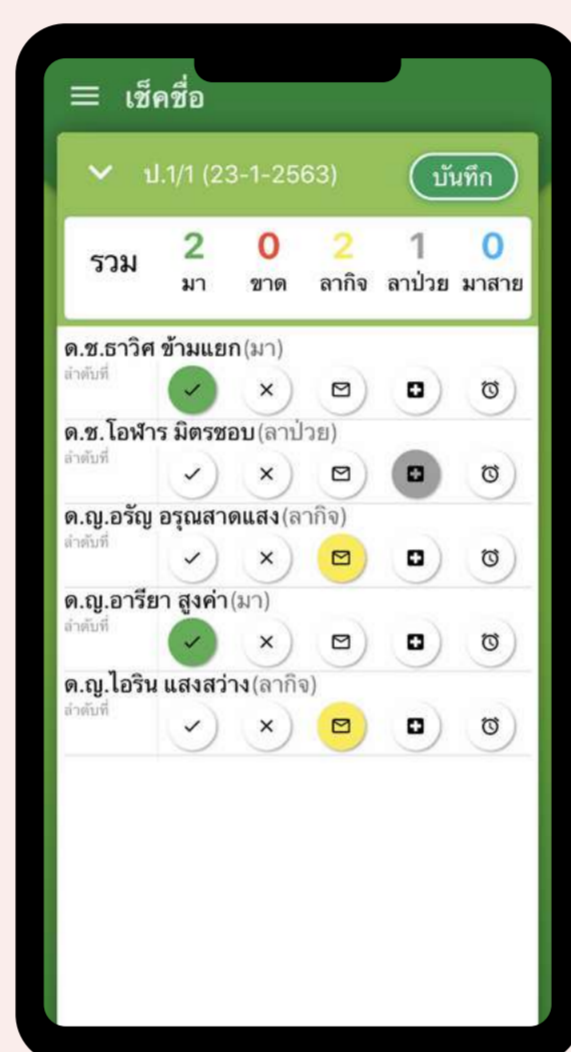 เช็คชื่อ
ป.1/1 (23-1-2563) บันทึก
รวม 2 0 2 1 0
มา ขาด ลากิจ ลาป่วย มาสาย
ด.ช.ธาวิศ ข้ามแยก(มา)
ลำดับที่
ด.ช.โอฬาร มิตรชอบ(ลาป่วย)
ลำดับที่
ด.ญ.อรัญ อรุณสาดแสง(ลากิจ)
ลำดับที่
ด.ญ.อารียา สูงค่า(มา)
ลำดับที่
ด.ญ.ไอริน แสงสว่าง(ลากิจ)
ลำดับที่